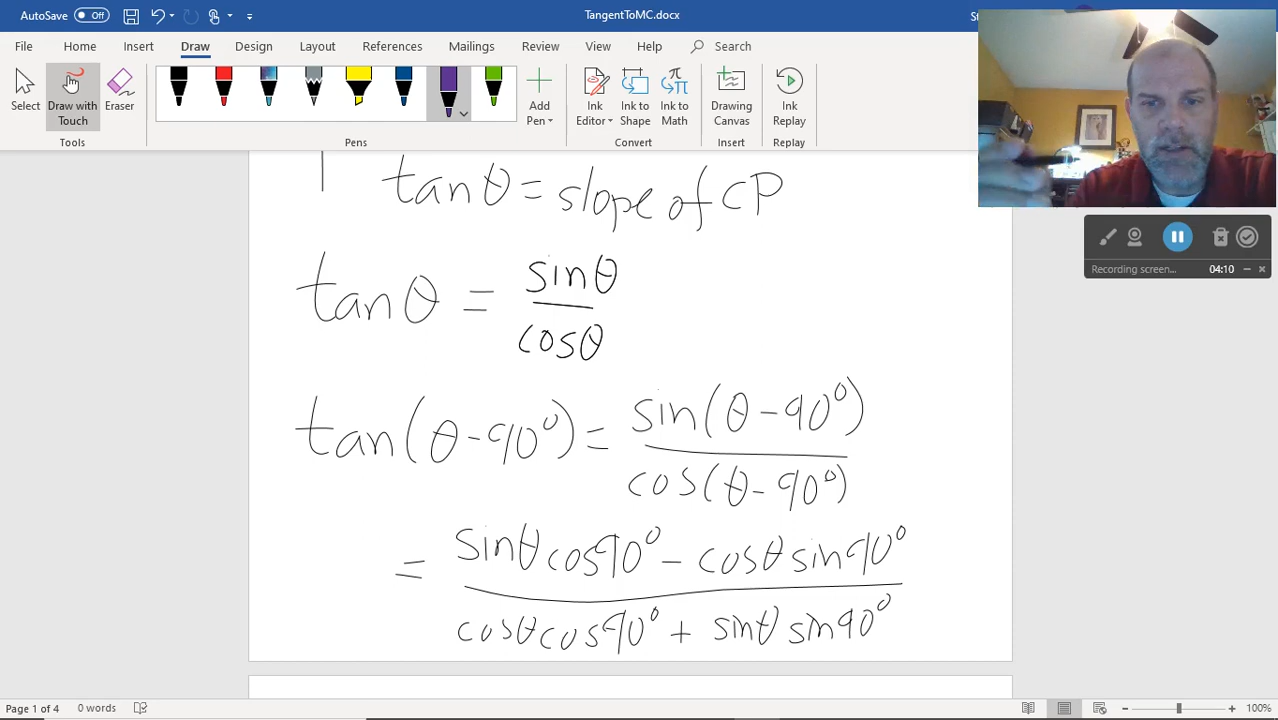 AutoSave Off TangentToMC.docx
File Home Insert Draw Design Layout References Mailings Review View Help Search
Select Draw with Touch Eraser Add Pen Ink Editor Ink to Shape Ink to Math Drawing Canvas Ink Replay
Tools Pens Convert Insert Replay
tanθ = slope of CP
tanθ = sinθ / cosθ
tan(θ-90°) = sin(θ-90°) / cos(θ-90°)
= sinθcos90° - cosθsin90° / cosθcos90° + sinθsin90°
Recording screen... 04:10
Page 1 of 4 0 words 100%